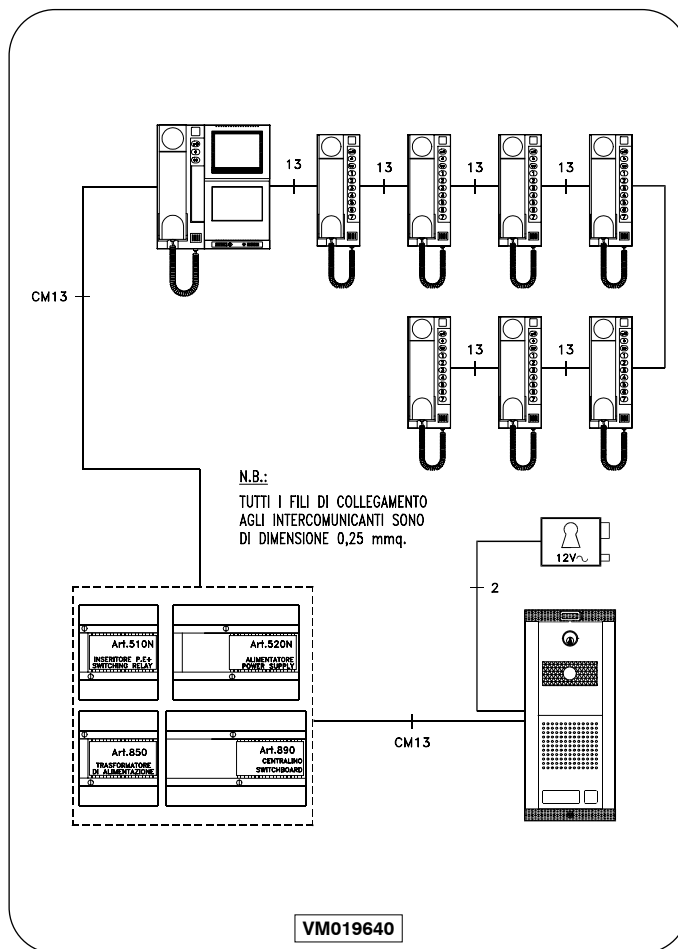 13
13
13
13
CM13
13
13
N.B.:
TUTTI I FILI DI COLLEGAMENTO
AGLI INTERCOMUNICANTI SONO
DI DIMENSIONE 0,25 mmq.
12V∿
2
Art.510N
INSERITORE P.E+
SWITCHING RELAY
Art.520N
ALIMENTATORE
POWER SUPPLY
Art.850
TRASFORMATORE
DI ALIMENTAZIONE
Art.890
CENTRALINO
SWITCHBOARD
CM13
VM019640